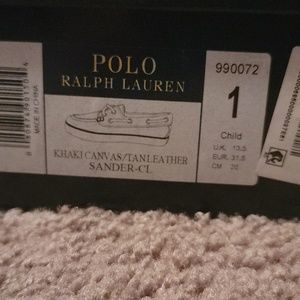 POLO
RALPH LAUREN
KHAKI CANVAS/TAN LEATHER
SANDER-CL
MADE IN CHINA
990072
1
Child
U.K. 13.5
EUR. 31.5
CM 20